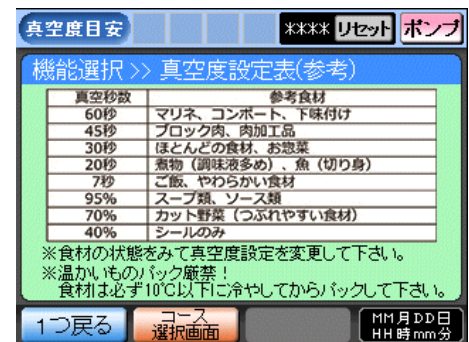 真空度目安 ****リセット ポンプ
機能選択 >> 真空度設定表(参考)
真空秒数 参考食材
60秒 マリネ、コンポート、下味付け
45秒 ブロック肉、肉加工品
30秒 ほとんどの食材、お惣菜
20秒 煮物（調味液多め）、魚（切り身）
7秒 ご飯、やわらかい食材
95% スープ類、ソース類
70% カット野菜（つぶれやすい食材）
40% シールのみ
※食材の状態をみて真空度設定を変更して下さい。
※温かいものパック厳禁！
食材は必ず10℃以下に冷やしてからパックして下さい。
1つ戻る コース MM月DD日
選択画面 HH時mm分